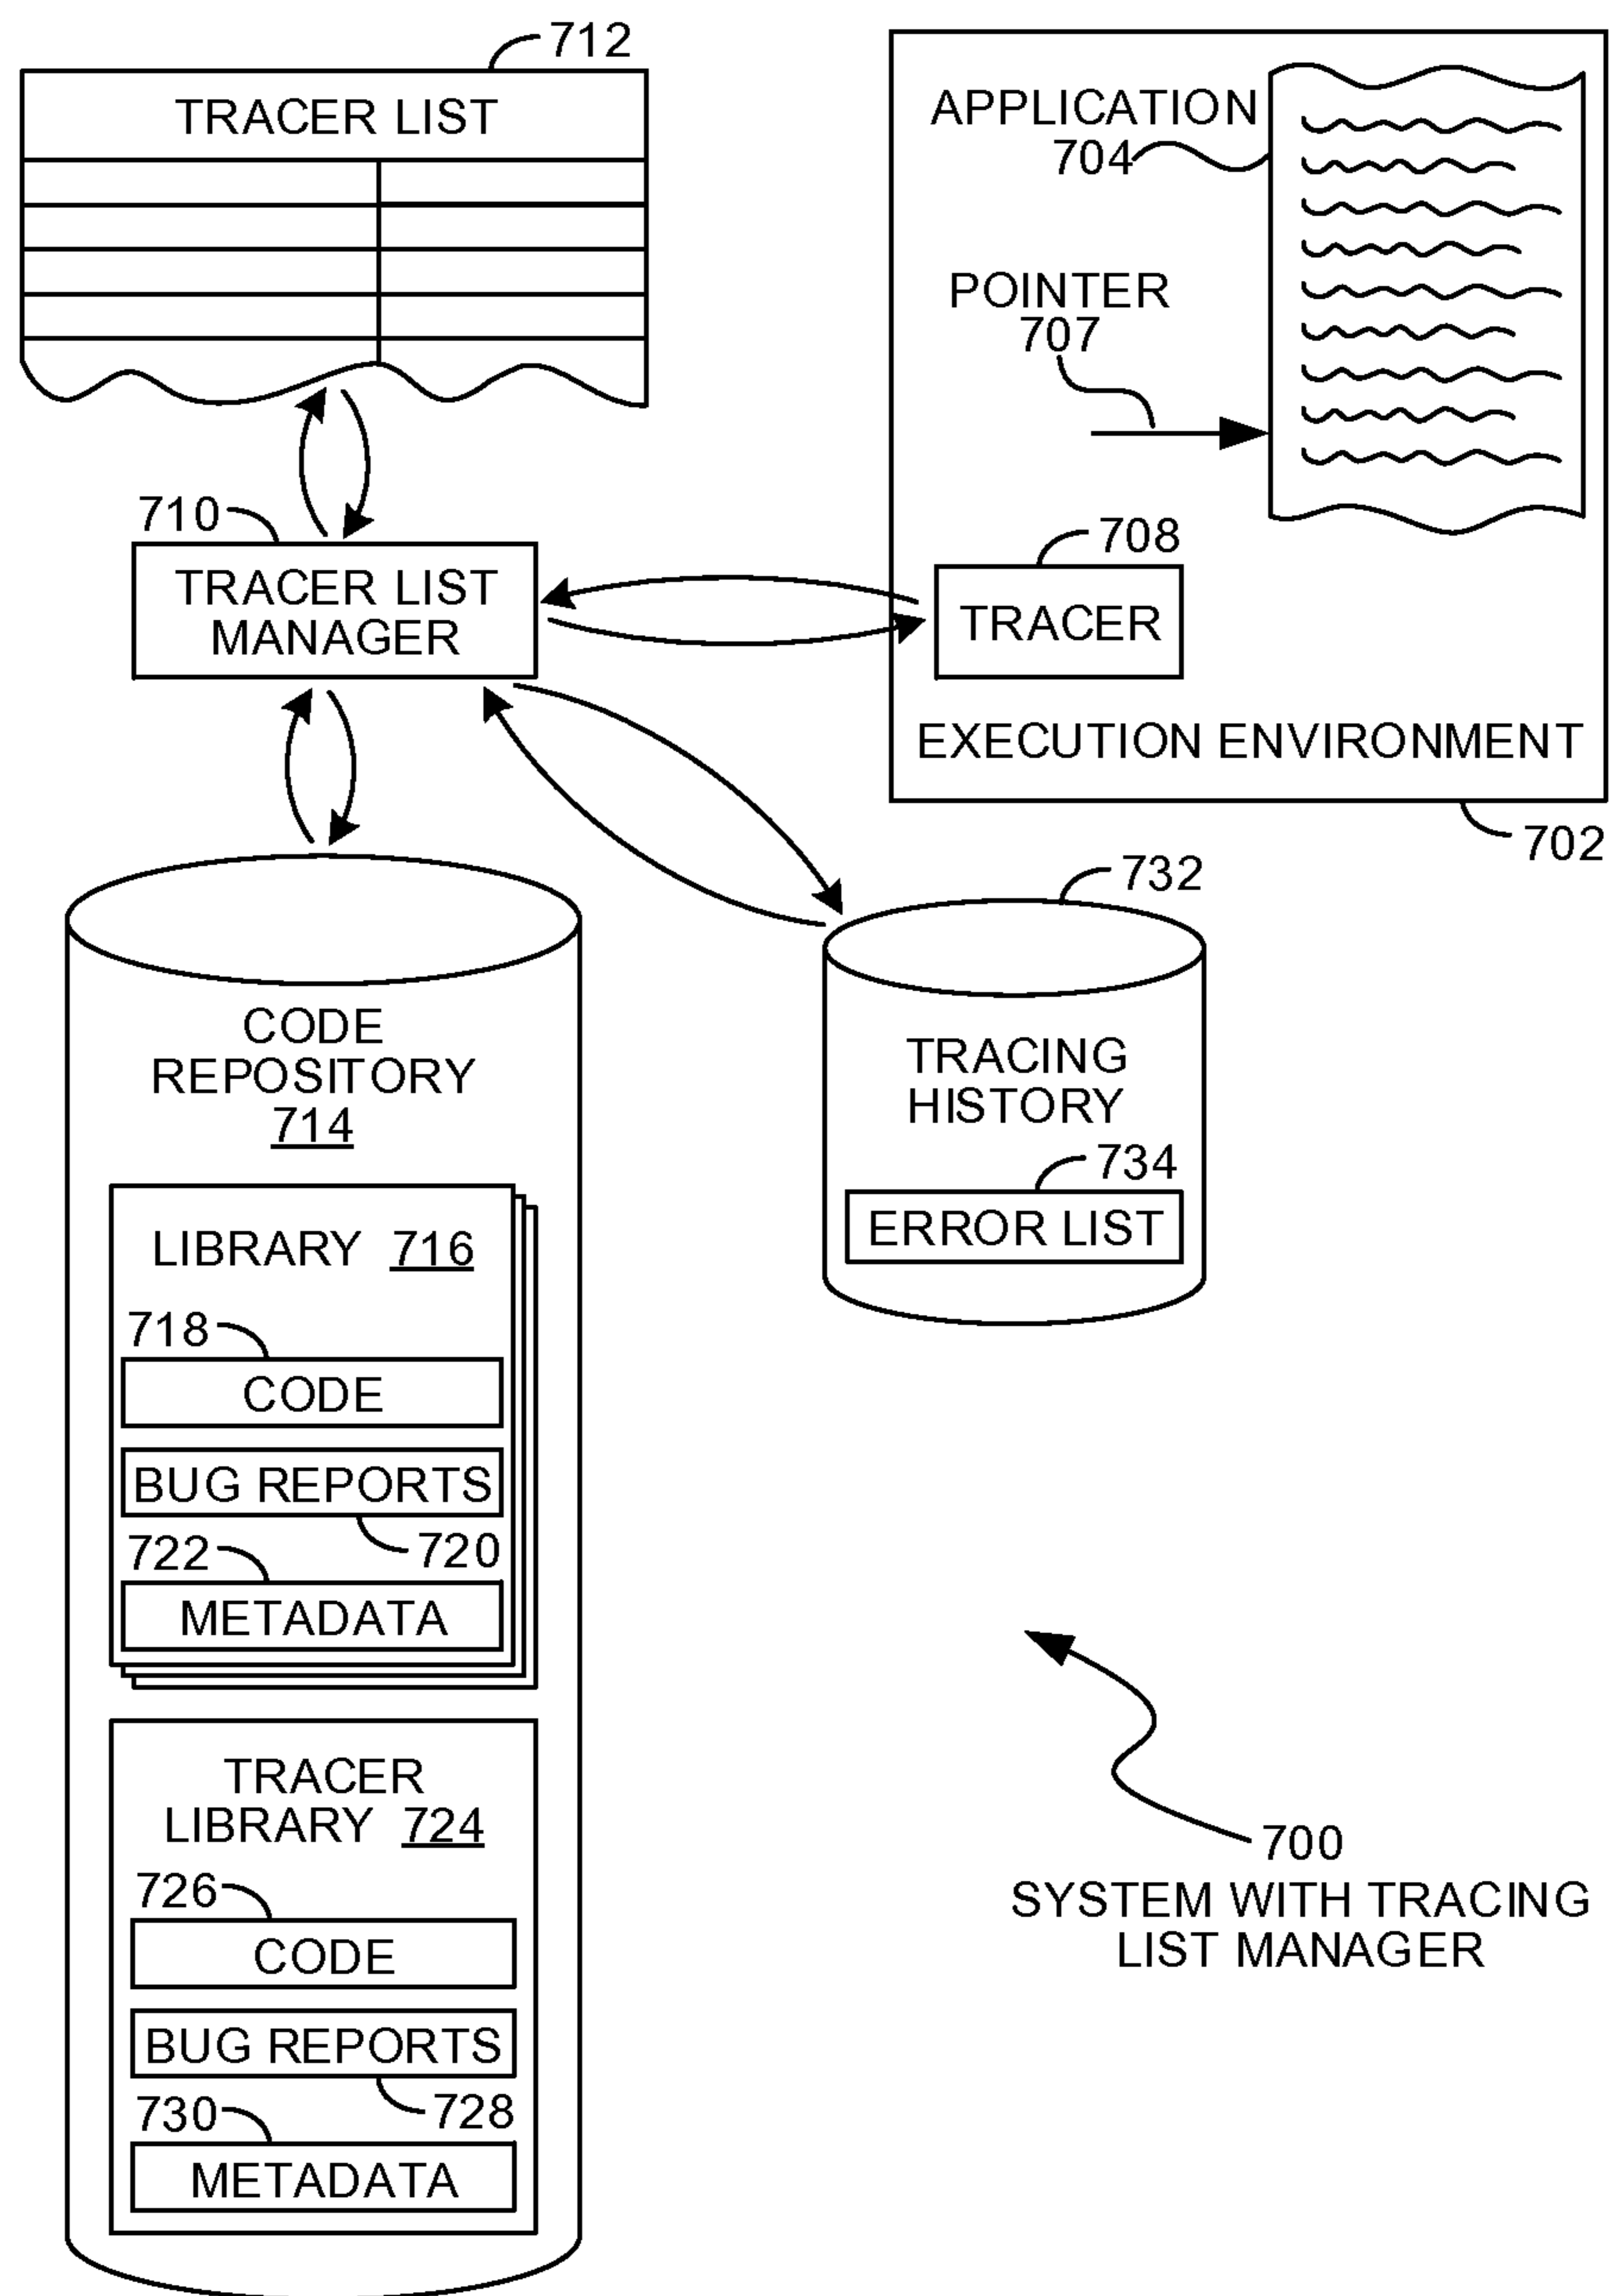 712
TRACER LIST
APPLICATION
704
POINTER
707
708
TRACER
EXECUTION ENVIRONMENT
702
710
TRACER LIST
MANAGER
CODE
REPOSITORY
714
LIBRARY 716
718
CODE
BUG REPORTS
720
722
METADATA
TRACER
LIBRARY 724
726
CODE
BUG REPORTS
728
730
METADATA
732
TRACING
HISTORY
734
ERROR LIST
700
SYSTEM WITH TRACING
LIST MANAGER